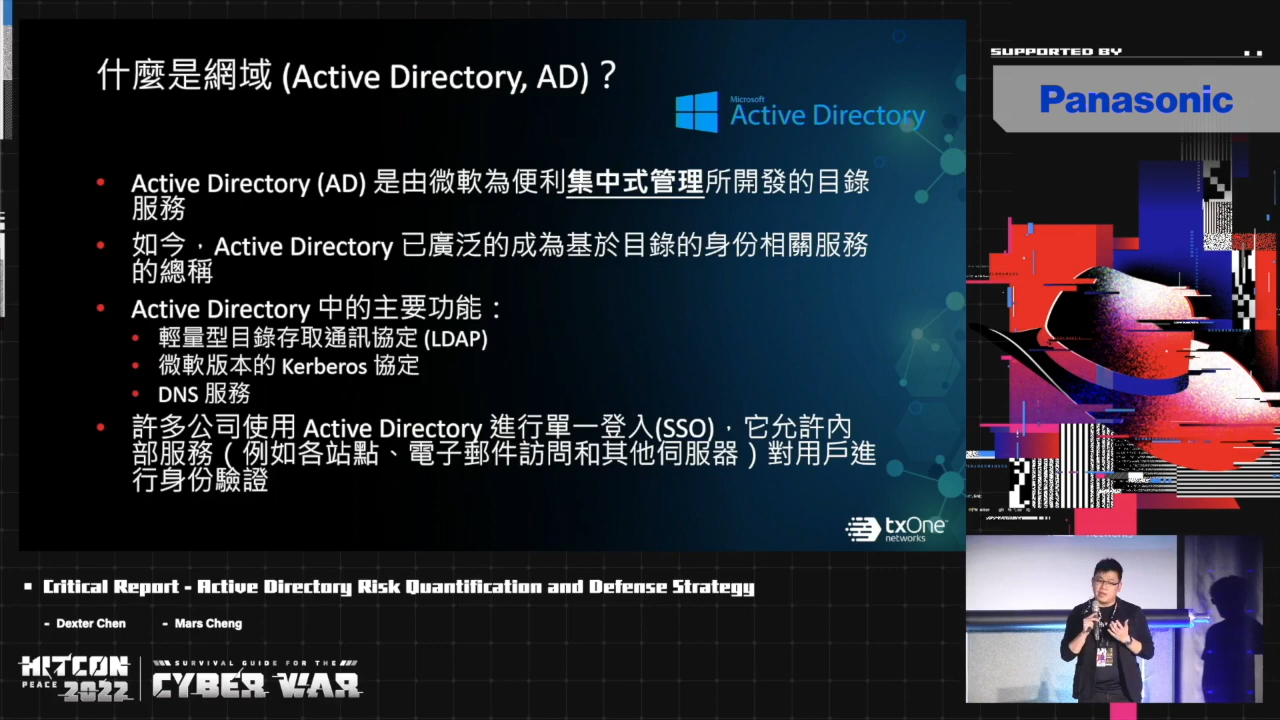 什麼是網域 (Active Directory, AD)？
Microsoft
Active Directory
Active Directory (AD) 是由微軟為便利集中式管理所開發的目錄
服務
如今，Active Directory 已廣泛的成為基於目錄的身份相關服務
的總稱
Active Directory 中的主要功能：
輕量型目錄存取通訊協定 (LDAP)
微軟版本的 Kerberos 協定
DNS 服務
許多公司使用 Active Directory 進行單一登入(SSO)，它允許內
部服務（例如各站點、電子郵件訪問和其他伺服器）對用戶進
行身份驗證
txOne
networks
SUPPORTED BY
Panasonic
Critical Report - Active Directory Risk Quantification and Defense Strategy
- Dexter Chen - Mars Cheng
HITCON
PEACE 2022
SURVIVAL GUIDE FOR THE
CYBER WAR